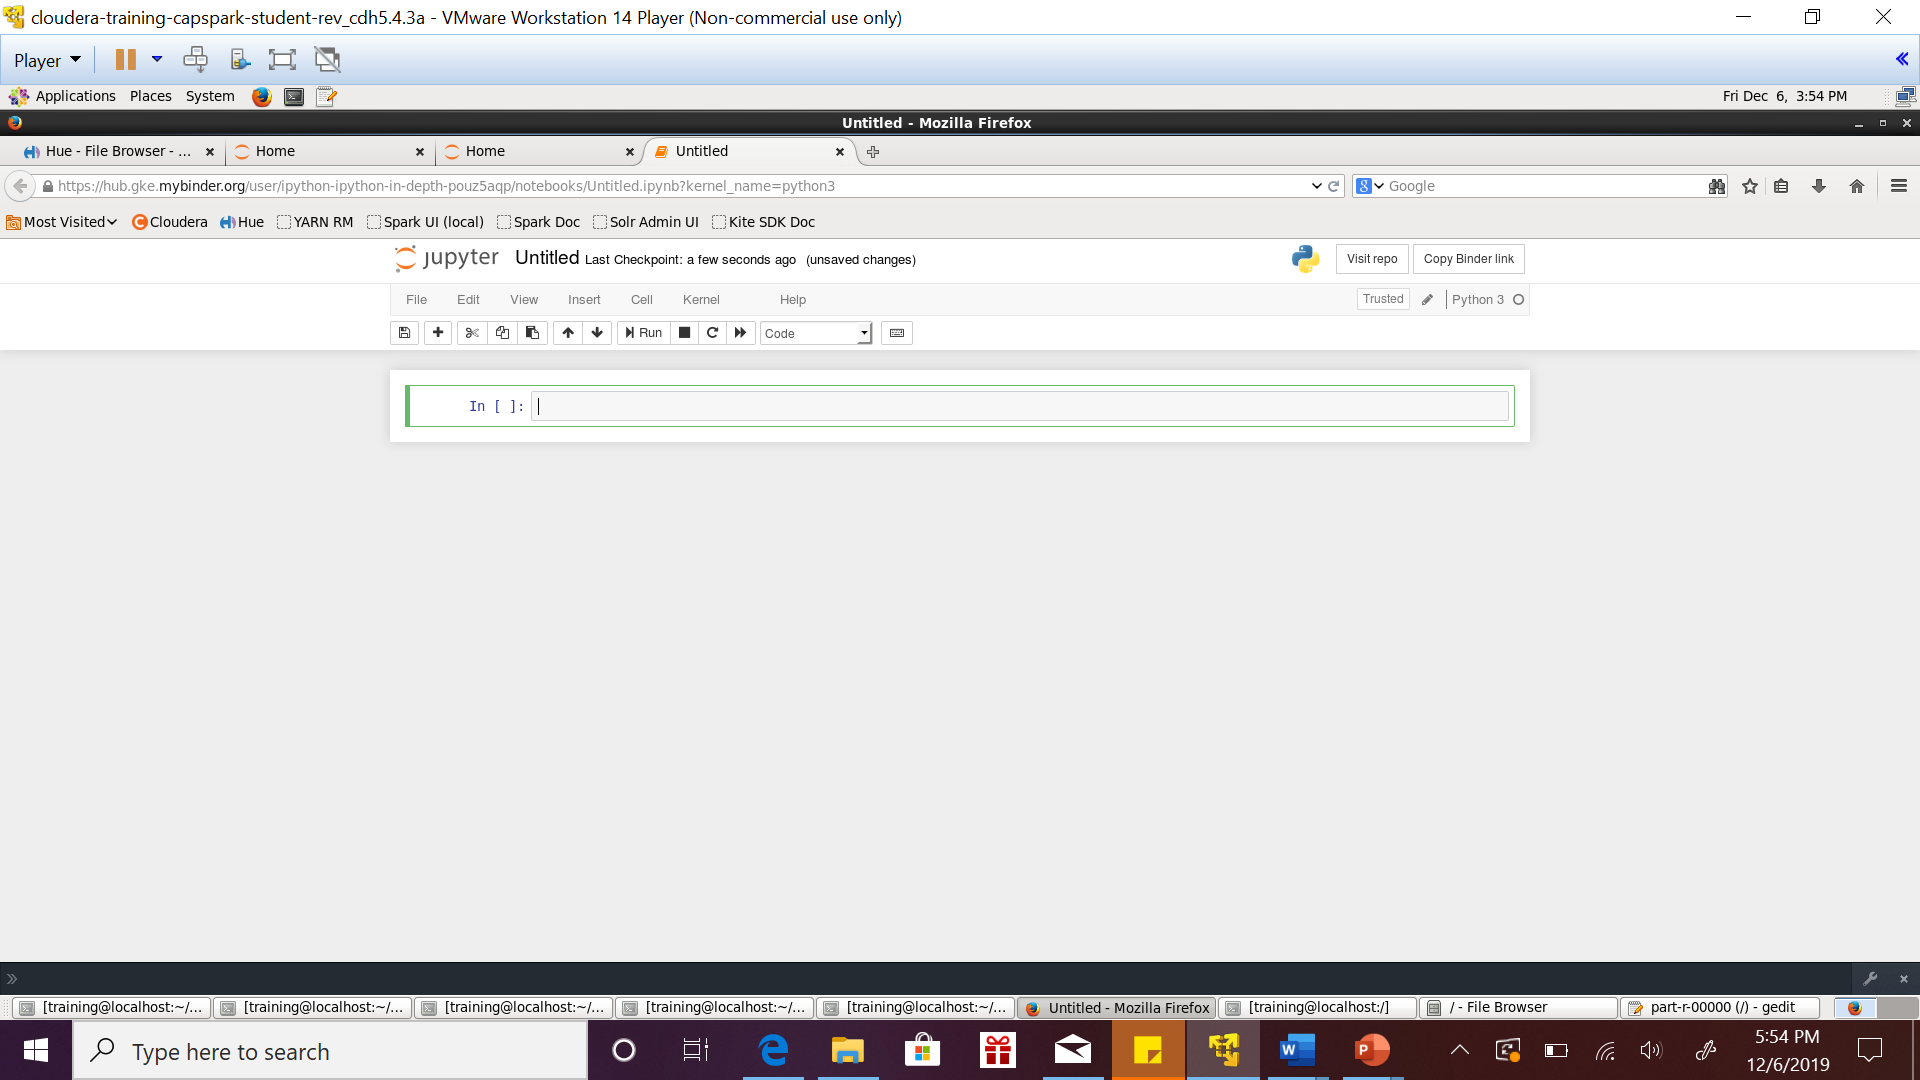 cloudera-training-capspark-student-rev_cdh5.4.3a - VMware Workstation 14 Player (Non-commercial use only)
Player
Applications Places System Fri Dec 6, 3:54 PM
Untitled - Mozilla Firefox
Hue - File Browser - ... Home Home Untitled
https://hub.gke.mybinder.org/user/ipython-ipython-in-depth-pouz5aqp/notebooks/Untitled.ipynb?kernel_name=python3 Google
Most Visited Cloudera Hue YARN RM Spark UI (local) Spark Doc Solr Admin UI Kite SDK Doc
jupyter Untitled Last Checkpoint: a few seconds ago (unsaved changes) Visit repo Copy Binder link
File Edit View Insert Cell Kernel Help Trusted Python 3
Run Code
In [ ]:
[training@localhost:~/... [training@localhost:~/... [training@localhost:~/... [training@localhost:~/... [training@localhost:~/... Untitled - Mozilla Firefox [training@localhost:/] / - File Browser part-r-00000 (/) - gedit
Type here to search 5:54 PM
12/6/2019